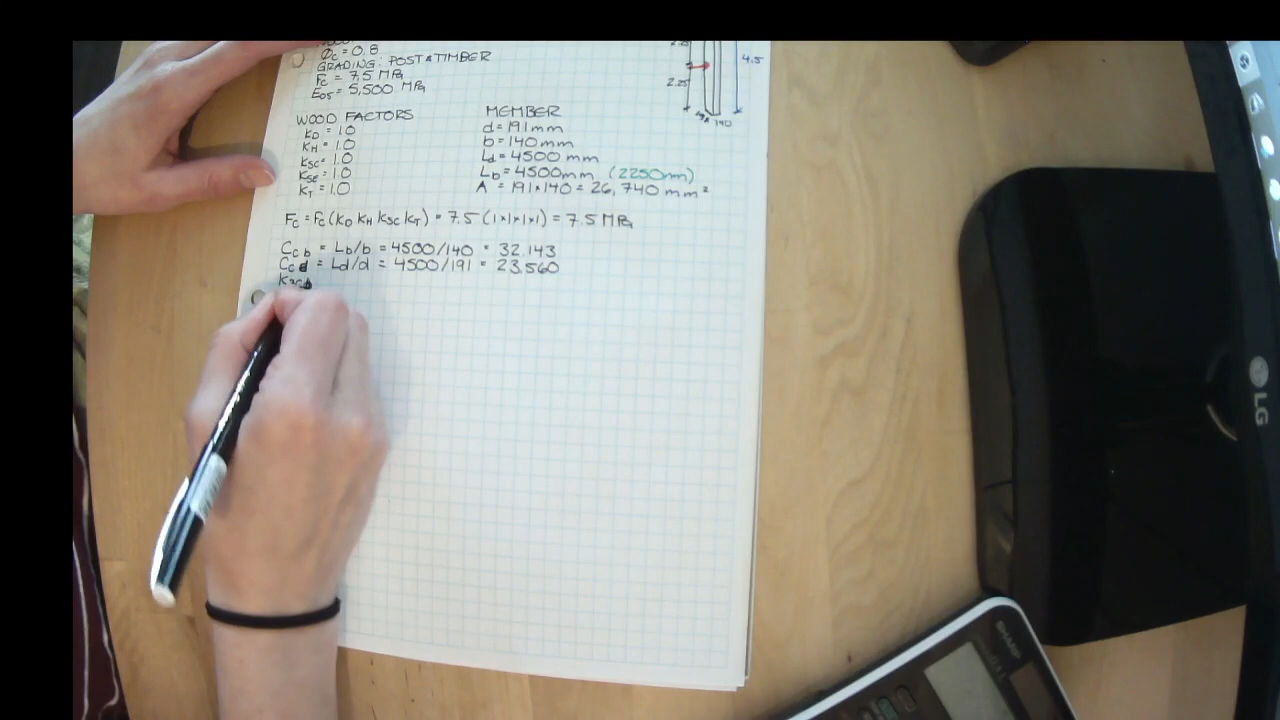 Φc = 0.8
GRADING: POST & TIMBER
Fc = 7.5 MPa
E05 = 5,500 MPa
2.25
4.5
2.25
191 140
WOOD FACTORS
KD = 1.0
KH = 1.0
KSC = 1.0
KSE = 1.0
KT = 1.0
MEMBER
d = 191mm
b = 140mm
Ld = 4500 mm
Lb = 4500mm (2250mm)
A = 191×140 = 26,740 mm²
Fc = Fc (KD KH KSC KT) = 7.5 (1×1×1×1) = 7.5 MPa
Cc b = Lb/b = 4500/140 = 32.143
Cc d = Ld/d = 4500/191 = 23.560
KZCb
LG
SHARP